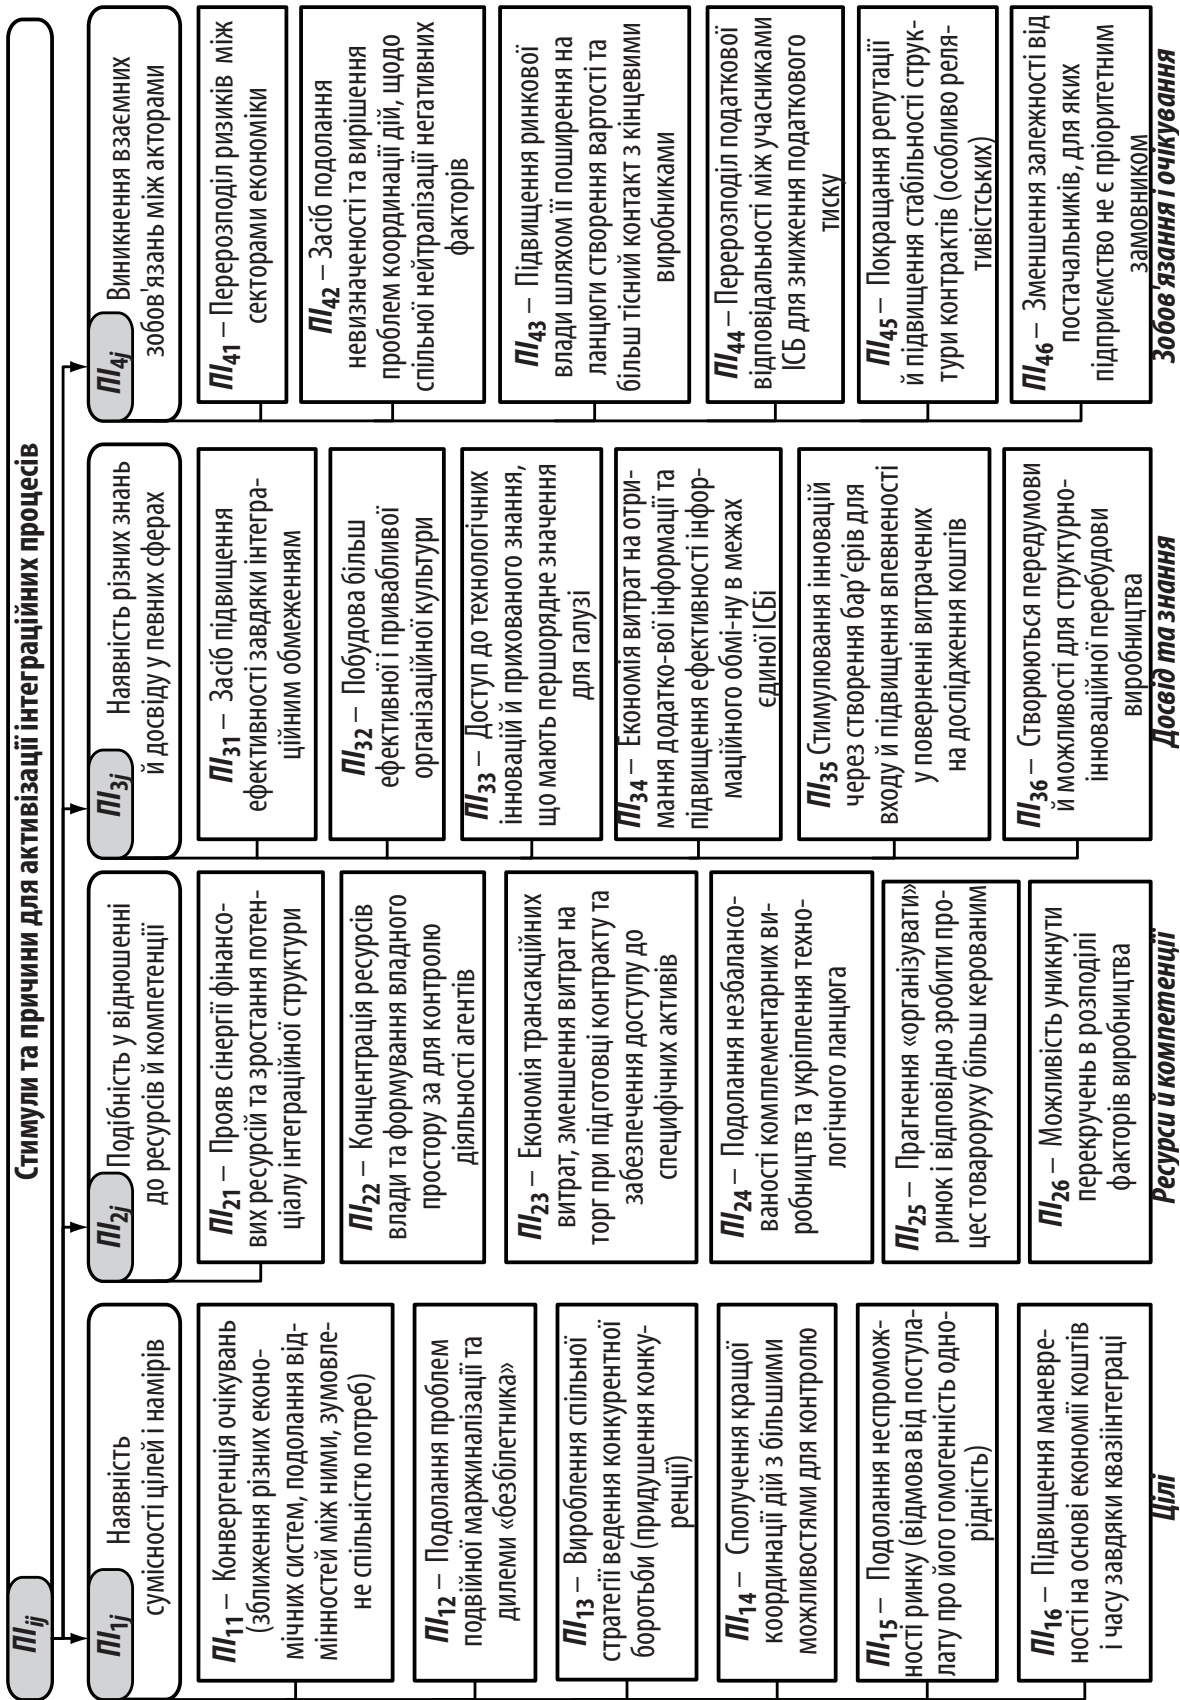 Стимули та причини для активізації інтеграційних процесів
ПІij
ПІ1j
Наявність
сумісності цілей і намірів
ПІ11 – Конвергенція очікувань
(зближення різних еконо-
мічних систем, подолання від-
мінностей між ними, зумовле-
не спільністю потреб)
ПІ12 – Подолання проблем
подвійної маржиналізації та
дилеми «безбілетника»
ПІ13 – Вироблення спільної
стратегії ведення конкурентної
боротьби (придушення конку-
ренції)
ПІ14 – Сполучення кращої
координації дій з більшими
можливостями для контролю
ПІ15 – Подолання неспромож-
ності ринку (відмова від постула-
лату про його гомогенність одно-
рідність)
ПІ16 – Підвищення маневре-
ності на основі економії коштів
і часу завдяки квазіінтеграці
Цілі
ПІ2j
Подібність у відношенні
до ресурсів й компетенції
ПІ21 – Прояв сінергії фінансо-
вих ресурсій та зростання потен-
ціалу інтеграційної структури
ПІ22 – Концентрація ресурсів
влади та формування владного
простору за для контролю
діяльності агентів
ПІ23 – Економія трансакційних
витрат, зменшення витрат на
торг при підготовці контракту та
забезпечення доступу до
специфічних активів
ПІ24 – Подолання незбалансо-
ваності комплементарних ви-
робництв та укріплення техно-
логічного ланцюга
ПІ25 – Прагнення «організувати»
ринок і відповідно зробити про-
цес товароруху більш керованим
ПІ26 – Можливість уникнути
перекручень в розподілі
факторів виробництва
Ресурси й компетенції
ПІ3j
Наявність різних знань
й досвіду у певних сферах
ПІ31 – Засіб підвищення
ефективності завдяки інтегра-
ційним обмеженням
ПІ32 – Побудова більш
ефективної і привабливої
організаційної культури
ПІ33 – Доступ до технологічних
інновацій й прихованого знання,
що мають першорядне значення
для галузі
ПІ34 – Економія витрат на отри-
мання додатко-вої інформації та
підвищення ефективності інфор-
маційного обмі-ну в межах
єдиної ІСБі
ПІ35 Стимулювання інновацій
через створення бар’єрів для
входу й підвищення впевненості
у поверненні витрачених
на дослідження коштів
ПІ36 – Створюються передумови
й можливості для структурно-
інноваційної перебудови
виробництва
Досвід та знання
ПІ4j
Виникнення взаємних
зобов'язань між акторами
ПІ41 – Перерозподіл ризиків між
секторами економіки
ПІ42 – Засіб подолання
невизначеності та вирішення
проблем координації дій, щодо
спільної нейтралізації негативних
факторів
ПІ43 – Підвищення ринкової
влади шляхом її поширення на
ланцюги створення вартості та
більш тісний контакт з кінцевими
виробниками
ПІ44 – Перерозподіл податкової
відповідальності між учасниками
ІСБ для зниження податкового
тиску
ПІ45 – Покращання репутації
й підвищення стабільності струк-
тури контрактів (особливо реля-
тивістських)
ПІ46 – Зменшення залежності від
постачальників, для яких
підприємство не є пріоритетним
замовником
Зобов'язання і очікування